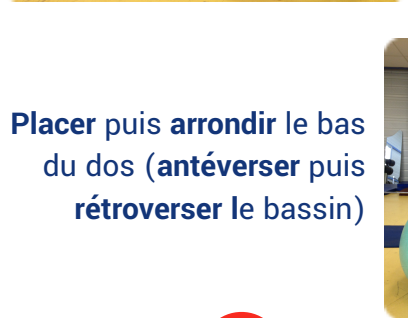 Placer puis arrondir le bas
du dos (antéverser puis
rétroverser le bassin)